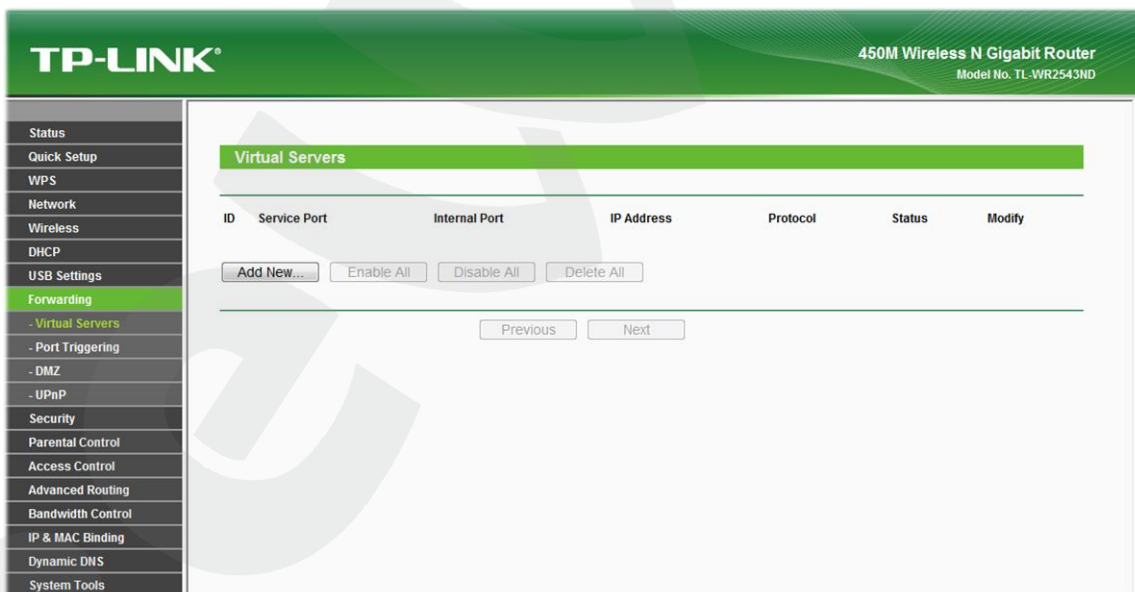 TP-LINK®
450M Wireless N Gigabit Router
Model No. TL-WR2543ND
Status
Quick Setup
WPS
Network
Wireless
DHCP
USB Settings
Forwarding
- Virtual Servers
- Port Triggering
- DMZ
- UPnP
Security
Parental Control
Access Control
Advanced Routing
Bandwidth Control
IP & MAC Binding
Dynamic DNS
System Tools
Virtual Servers
ID Service Port Internal Port IP Address Protocol Status Modify
Add New... Enable All Disable All Delete All
Previous Next